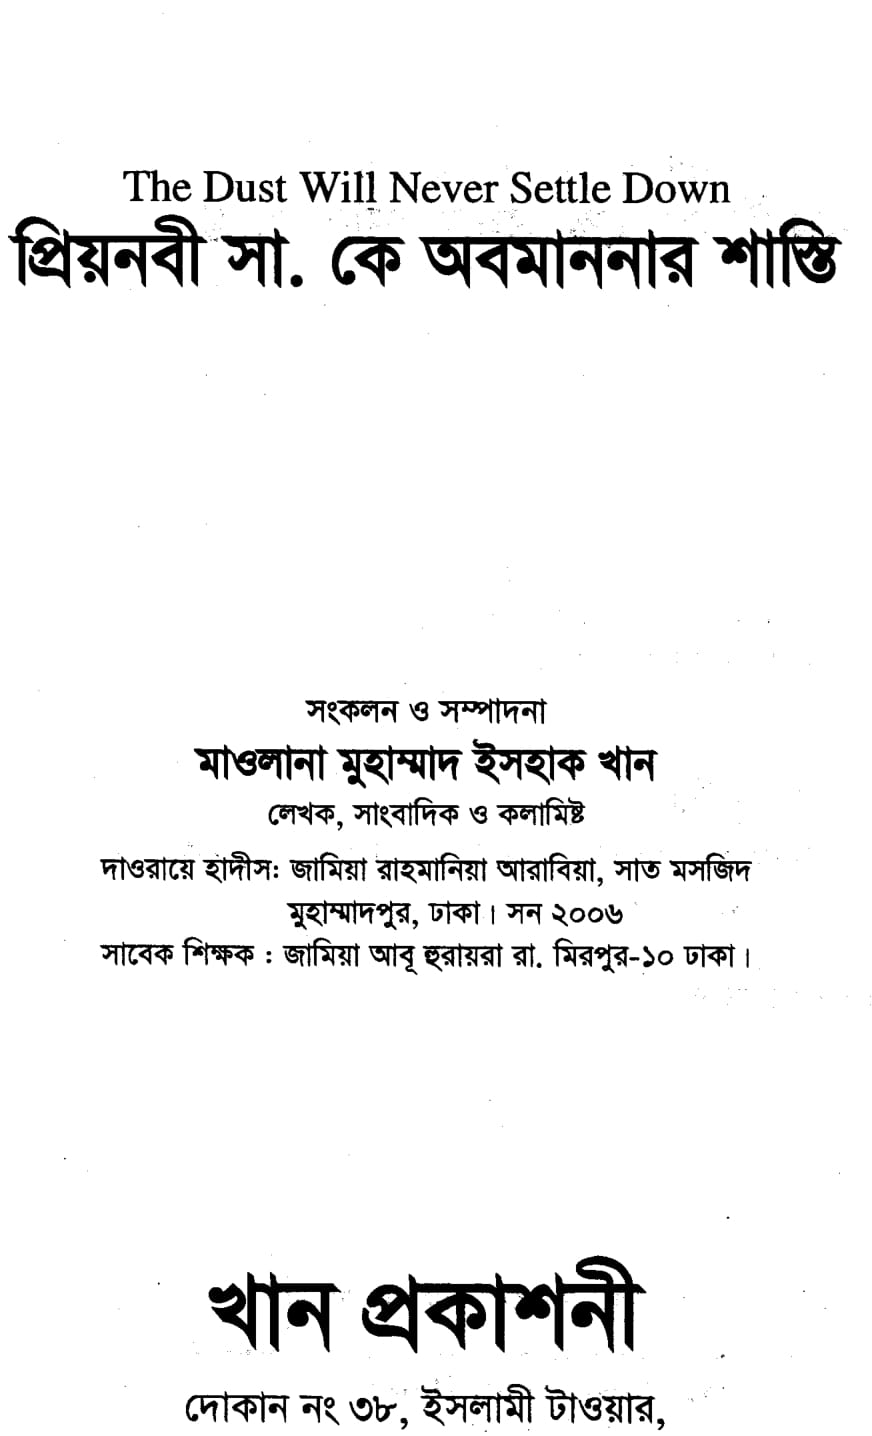 The Dust Will Never Settle Down
প্রিয়নবী সা. কে অবমাননার শাস্তি
সংকলন ও সম্পাদনা
মাওলানা মুহাম্মাদ ইসহাক খান
লেখক, সাংবাদিক ও কলামিষ্ট
দাওরায়ে হাদীস: জামিয়া রাহমানিয়া আরাবিয়া, সাত মসজিদ
মুহাম্মাদপুর, ঢাকা। সন ২০০৬
সাবেক শিক্ষক : জামিয়া আবূ হুরায়রা রা. মিরপুর-১০ ঢাকা।
খান প্রকাশনী
দোকান নং ৩৮, ইসলামী টাওয়ার,